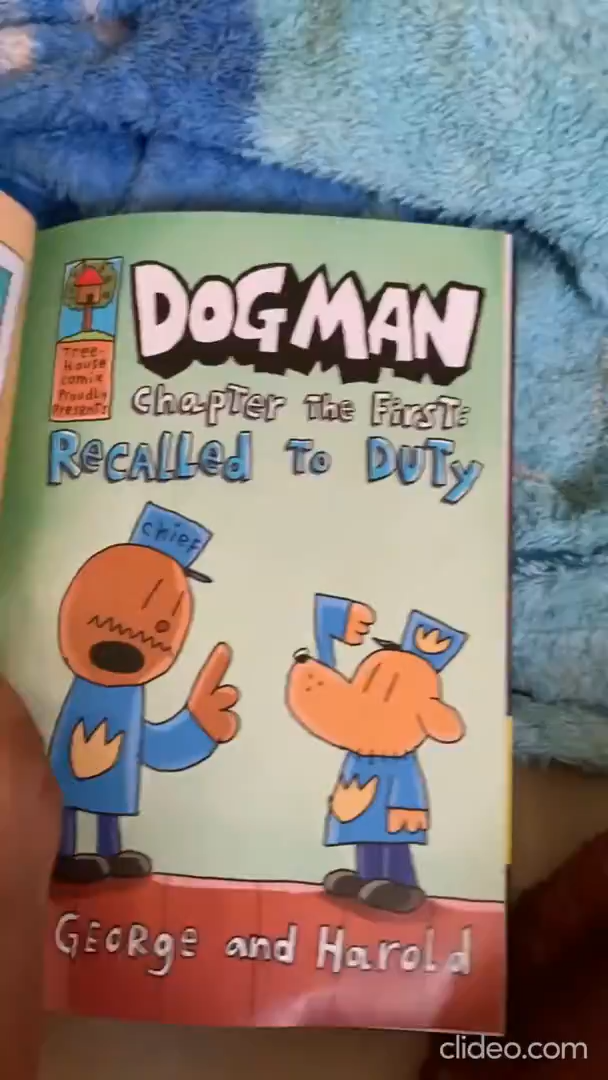 DOG MAN
Tree-
House
comix
Proudly
Presents
Chapter The First:
Recalled To Duty
chief
George and Harold
clideo.com